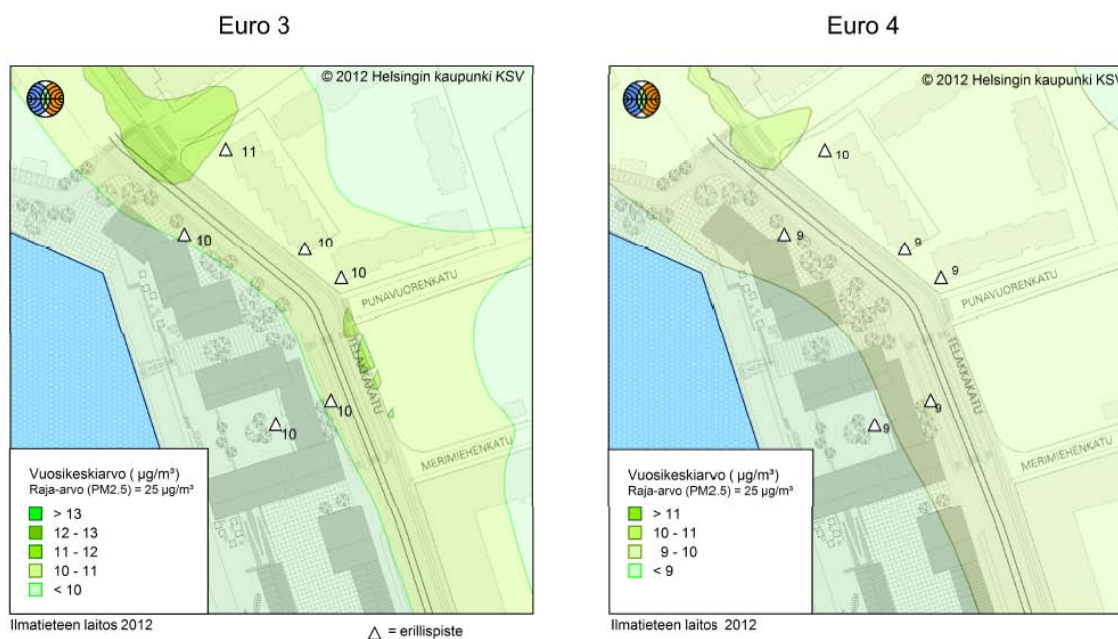 Euro 3
© 2012 Helsingin kaupunki KSV
11
10
10
10
PUNAVUORENKATU
TELAKKAKATU
10
10
MERIMIEHENKATU
Vuosikeskiarvo ( µg/m³)
Raja-arvo (PM2.5) = 25 µg/m³
> 13
12 - 13
11 - 12
10 - 11
< 10
Ilmatieteen laitos 2012
△ = erillispiste
Euro 4
© 2012 Helsingin kaupunki KSV
10
9
9
9
PUNAVUORENKATU
TELAKKAKATU
9
9
MERIMIEHENKATU
Vuosikeskiarvo ( µg/m³)
Raja-arvo (PM2.5) = 25 µg/m³
> 11
10 - 11
9 - 10
< 9
Ilmatieteen laitos 2012